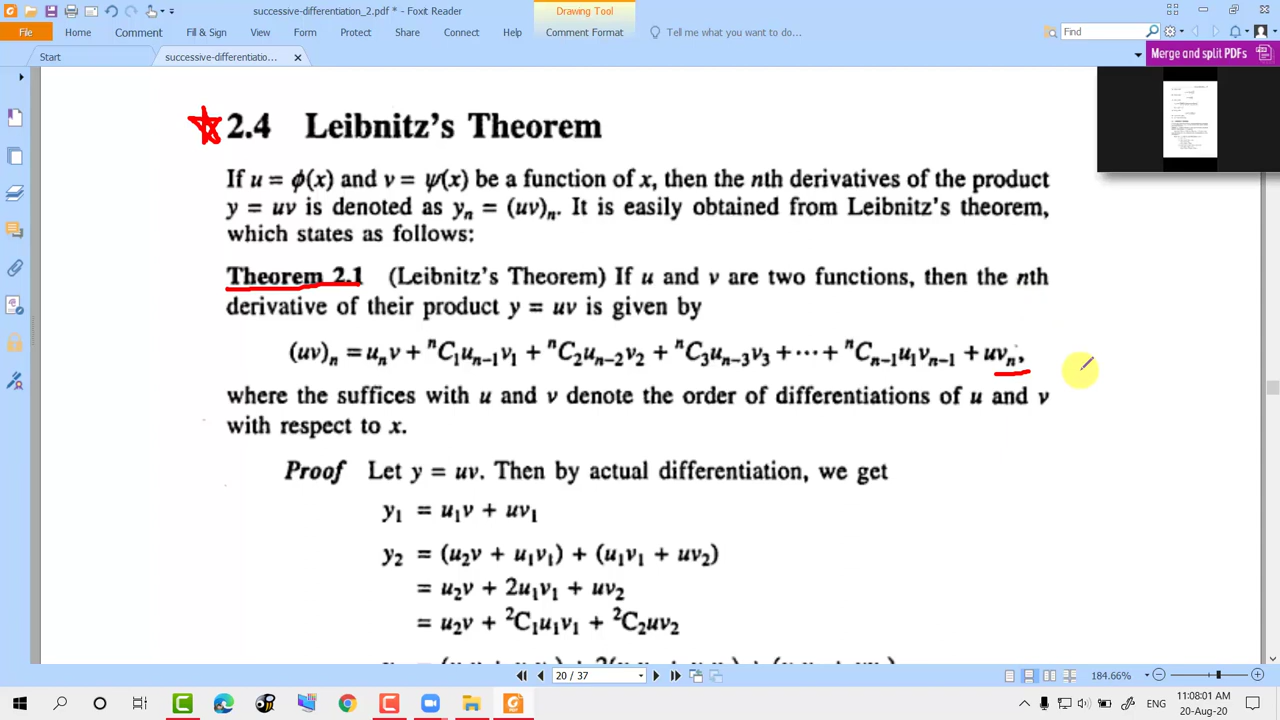 successive-differentiation_2.pdf * - Foxit Reader
Drawing Tool
File Home Comment Fill & Sign View Form Protect Share Connect Help Comment Format Tell me what you want to do... Find
Start successive-differentiatio... Merge and split PDFs
2.4 Leibnitz's Theorem
If u = ϕ(x) and v = ψ(x) be a function of x, then the nth derivatives of the product
y = uv is denoted as yₙ = (uv)ₙ. It is easily obtained from Leibnitz's theorem,
which states as follows:
Theorem 2.1 (Leibnitz's Theorem) If u and v are two functions, then the nth
derivative of their product y = uv is given by
(uv)ₙ = uₙv + ⁿC₁uₙ₋₁v₁ + ⁿC₂uₙ₋₂v₂ + ⁿC₃uₙ₋₃v₃ + ··· + ⁿCₙ₋₁u₁vₙ₋₁ + uvₙ,
where the suffices with u and v denote the order of differentiations of u and v
with respect to x.
Proof Let y = uv. Then by actual differentiation, we get
y₁ = u₁v + uv₁
y₂ = (u₂v + u₁v₁) + (u₁v₁ + uv₂)
= u₂v + 2u₁v₁ + uv₂
= u₂v + ²C₁u₁v₁ + ²C₂uv₂
20 / 37
184.66%
ENG
11:08:01 AM
20-Aug-20